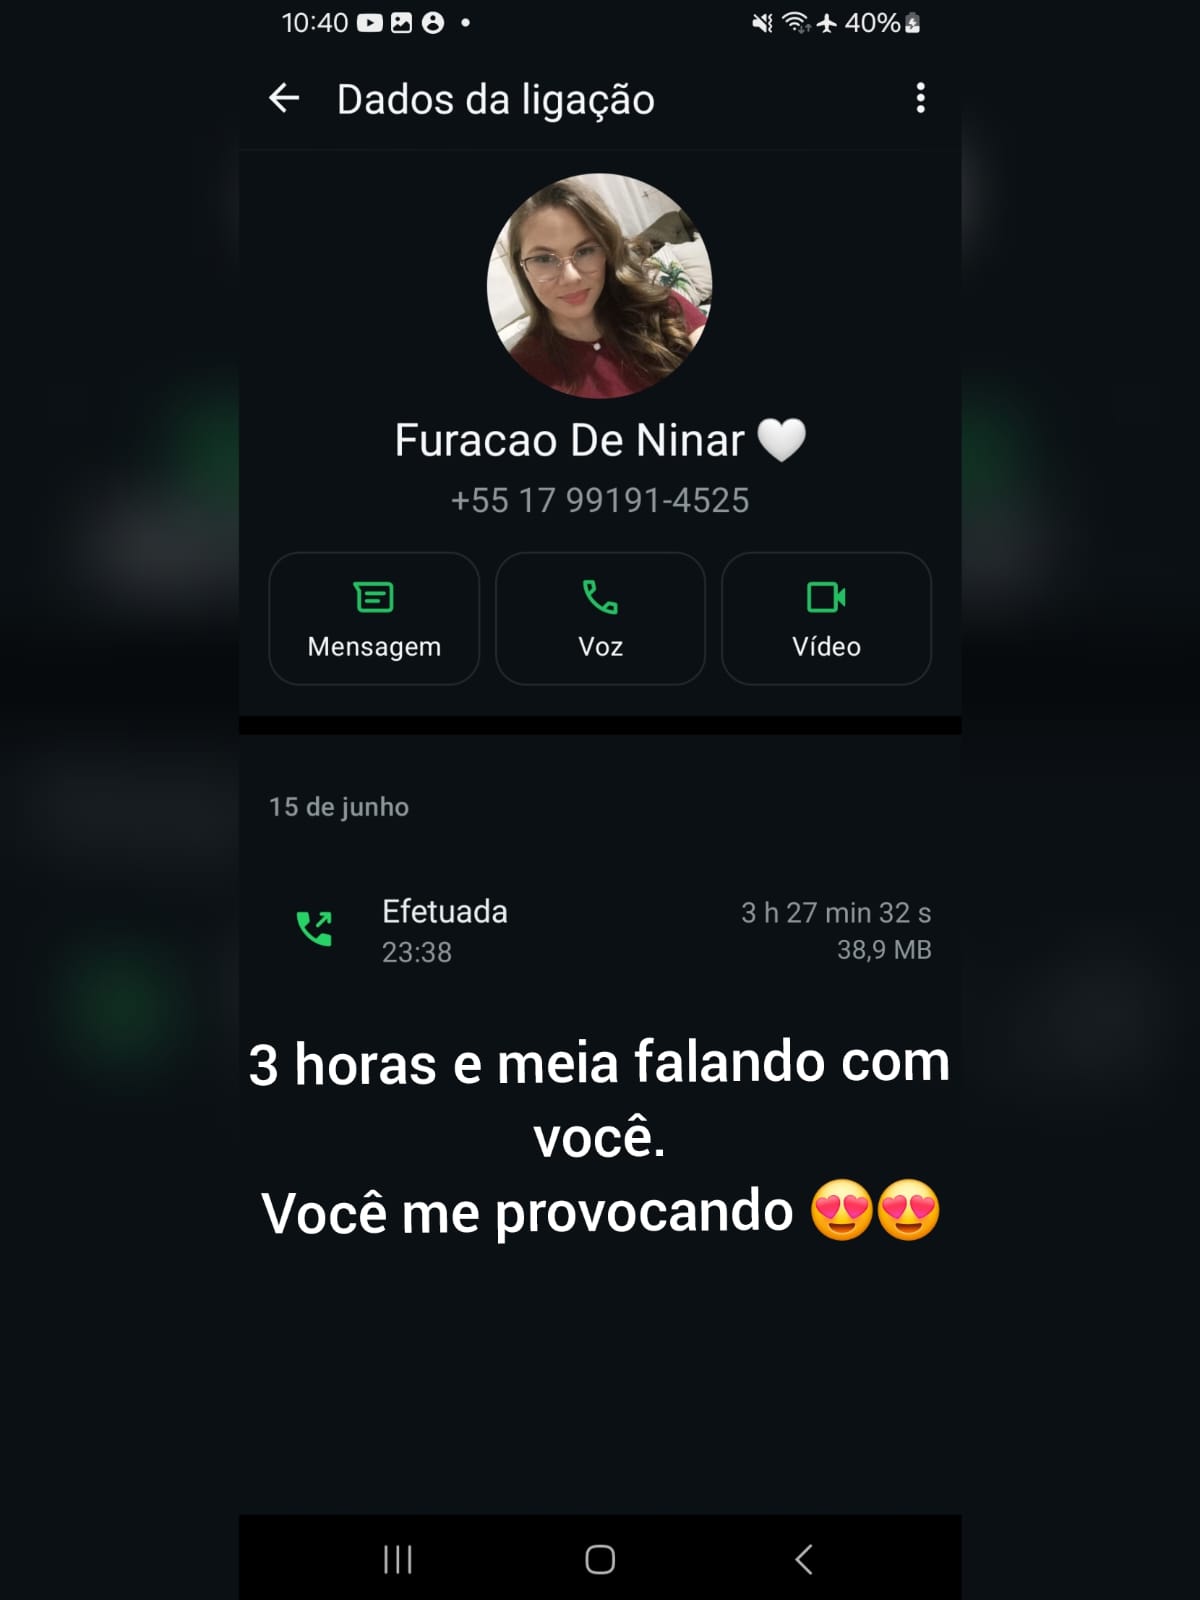 10:40 40%
Dados da ligação
Furacao De Ninar 🤍
+55 17 99191-4525
Mensagem Voz Vídeo
15 de junho
Efetuada 3 h 27 min 32 s
23:38 38,9 MB
3 horas e meia falando com
você.
Você me provocando 😍😍